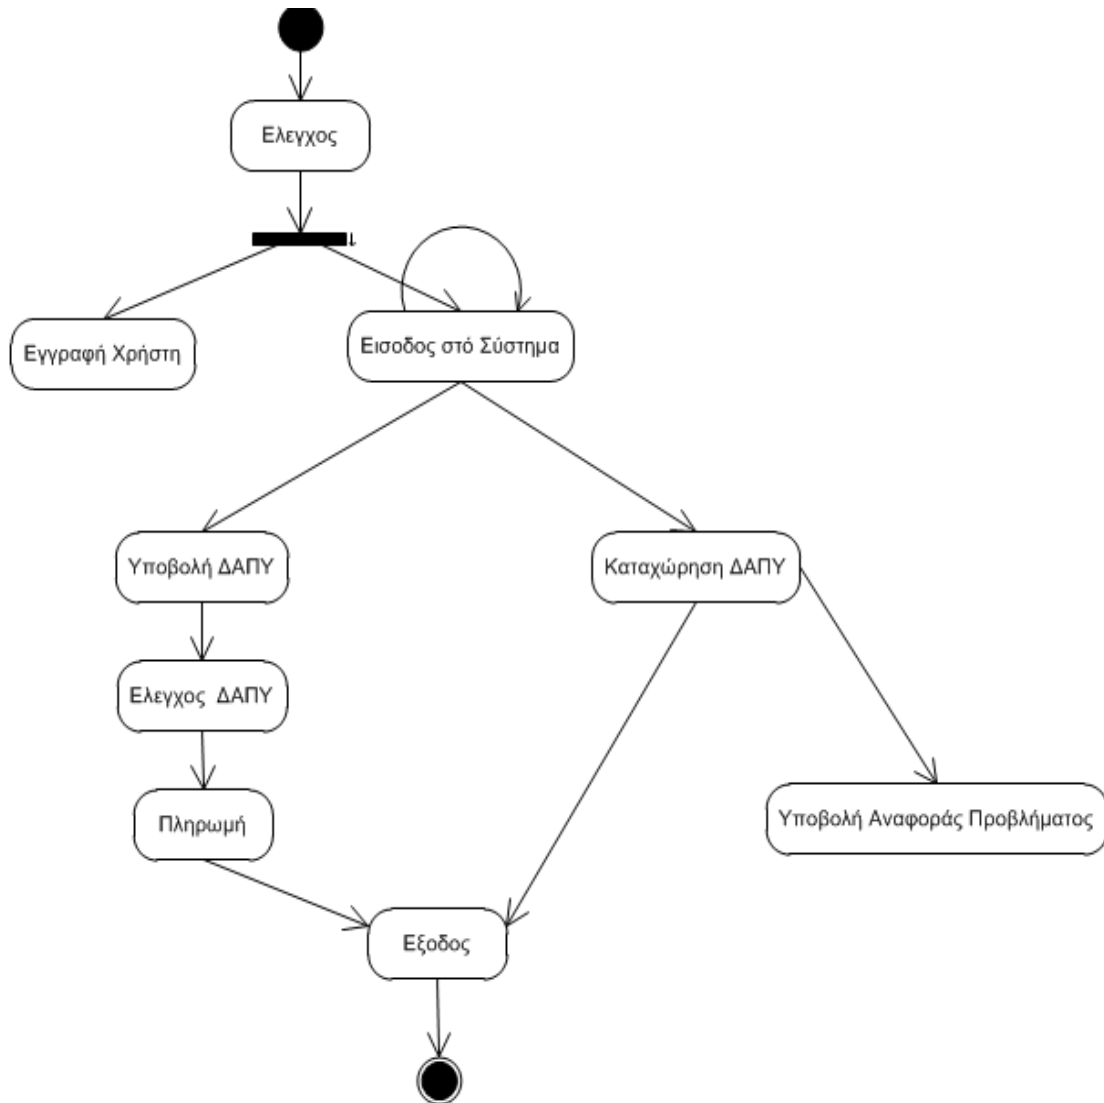 Ελεγχος
Εγγραφή Χρήστη
Εισοδος στό Σύστημα
Υποβολή ΔΑΠΥ
Καταχώρηση ΔΑΠΥ
Ελεγχος ΔΑΠΥ
Πληρωμή
Υποβολή Αναφοράς Προβλήματος
Εξοδος